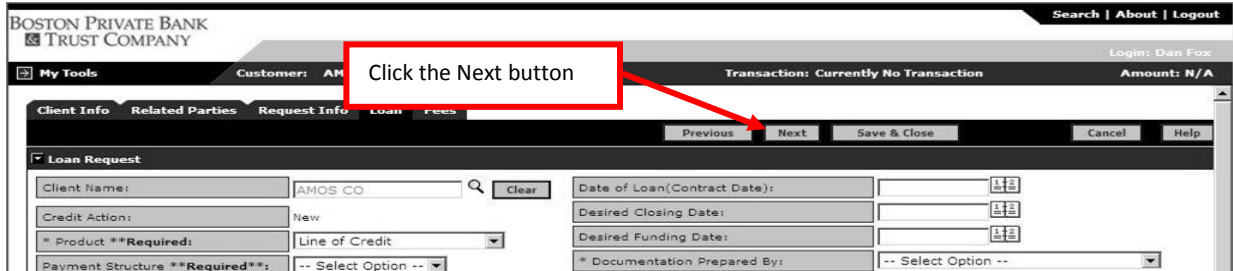 BOSTON PRIVATE BANK
TRUST COMPANY
Search | About | Logout
Login: Dan Fox
My Tools
Customer: AM
Transaction: Currently No Transaction
Amount: N/A
Click the Next button
Client Info Related Parties Request Info Loan Fees
Previous Next Save & Close Cancel Help
Loan Request
Client Name: AMOS CO Clear Date of Loan(Contract Date):
Credit Action: New Desired Closing Date:
* Product **Required: Line of Credit Desired Funding Date:
Payment Structure **Required**: -- Select Option -- * Documentation Prepared By: -- Select Option --